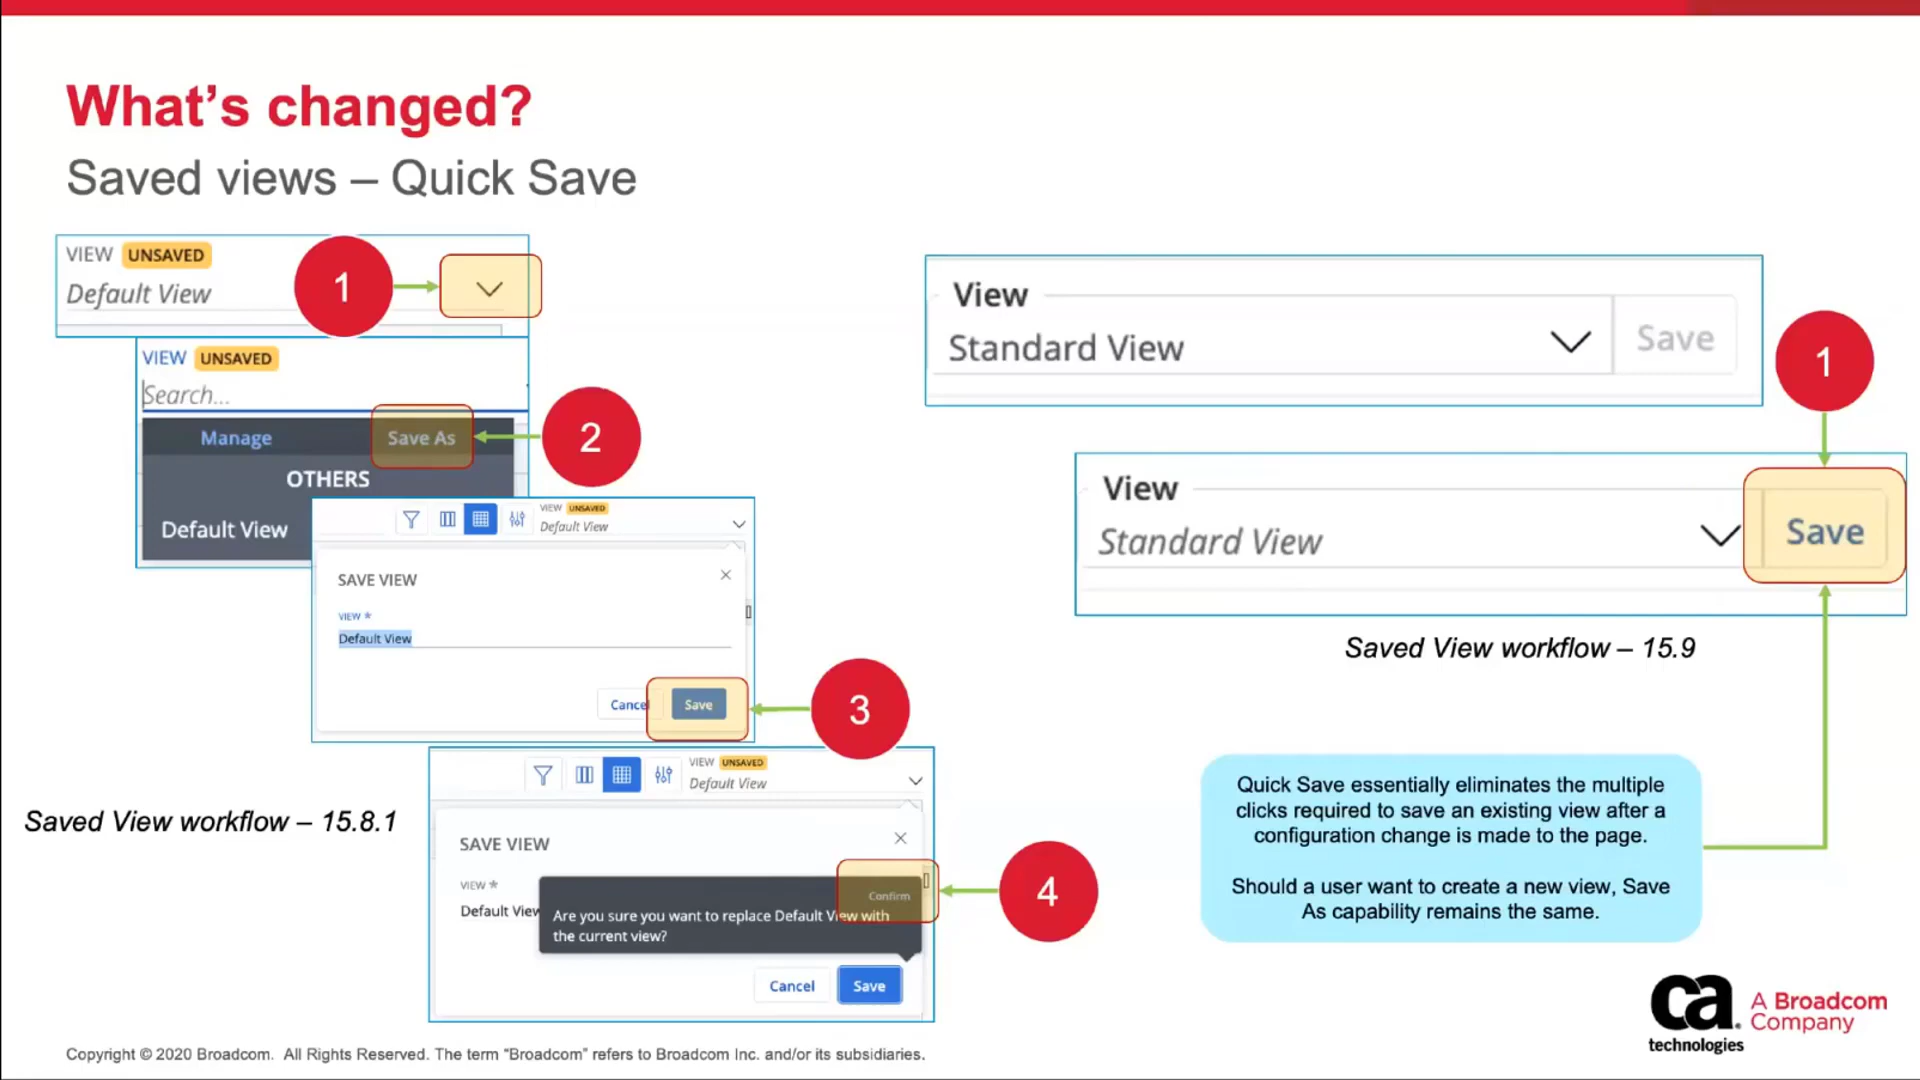 What's changed?
Saved views – Quick Save
VIEW UNSAVED
Default View
1
VIEW UNSAVED
Search...
Manage Save As
2
OTHERS
Default View
VIEW UNSAVED
Default View
SAVE VIEW
VIEW *
Default View
Cancel Save
3
VIEW UNSAVED
Default View
SAVE VIEW
VIEW *
Default View
Confirm
Are you sure you want to replace Default View with
the current view?
Cancel Save
4
Saved View workflow – 15.8.1
View
Standard View Save
1
View
Standard View Save
Saved View workflow – 15.9
Quick Save essentially eliminates the multiple
clicks required to save an existing view after a
configuration change is made to the page.
Should a user want to create a new view, Save
As capability remains the same.
ca
technologies
A Broadcom
Company
Copyright © 2020 Broadcom. All Rights Reserved. The term "Broadcom" refers to Broadcom Inc. and/or its subsidiaries.